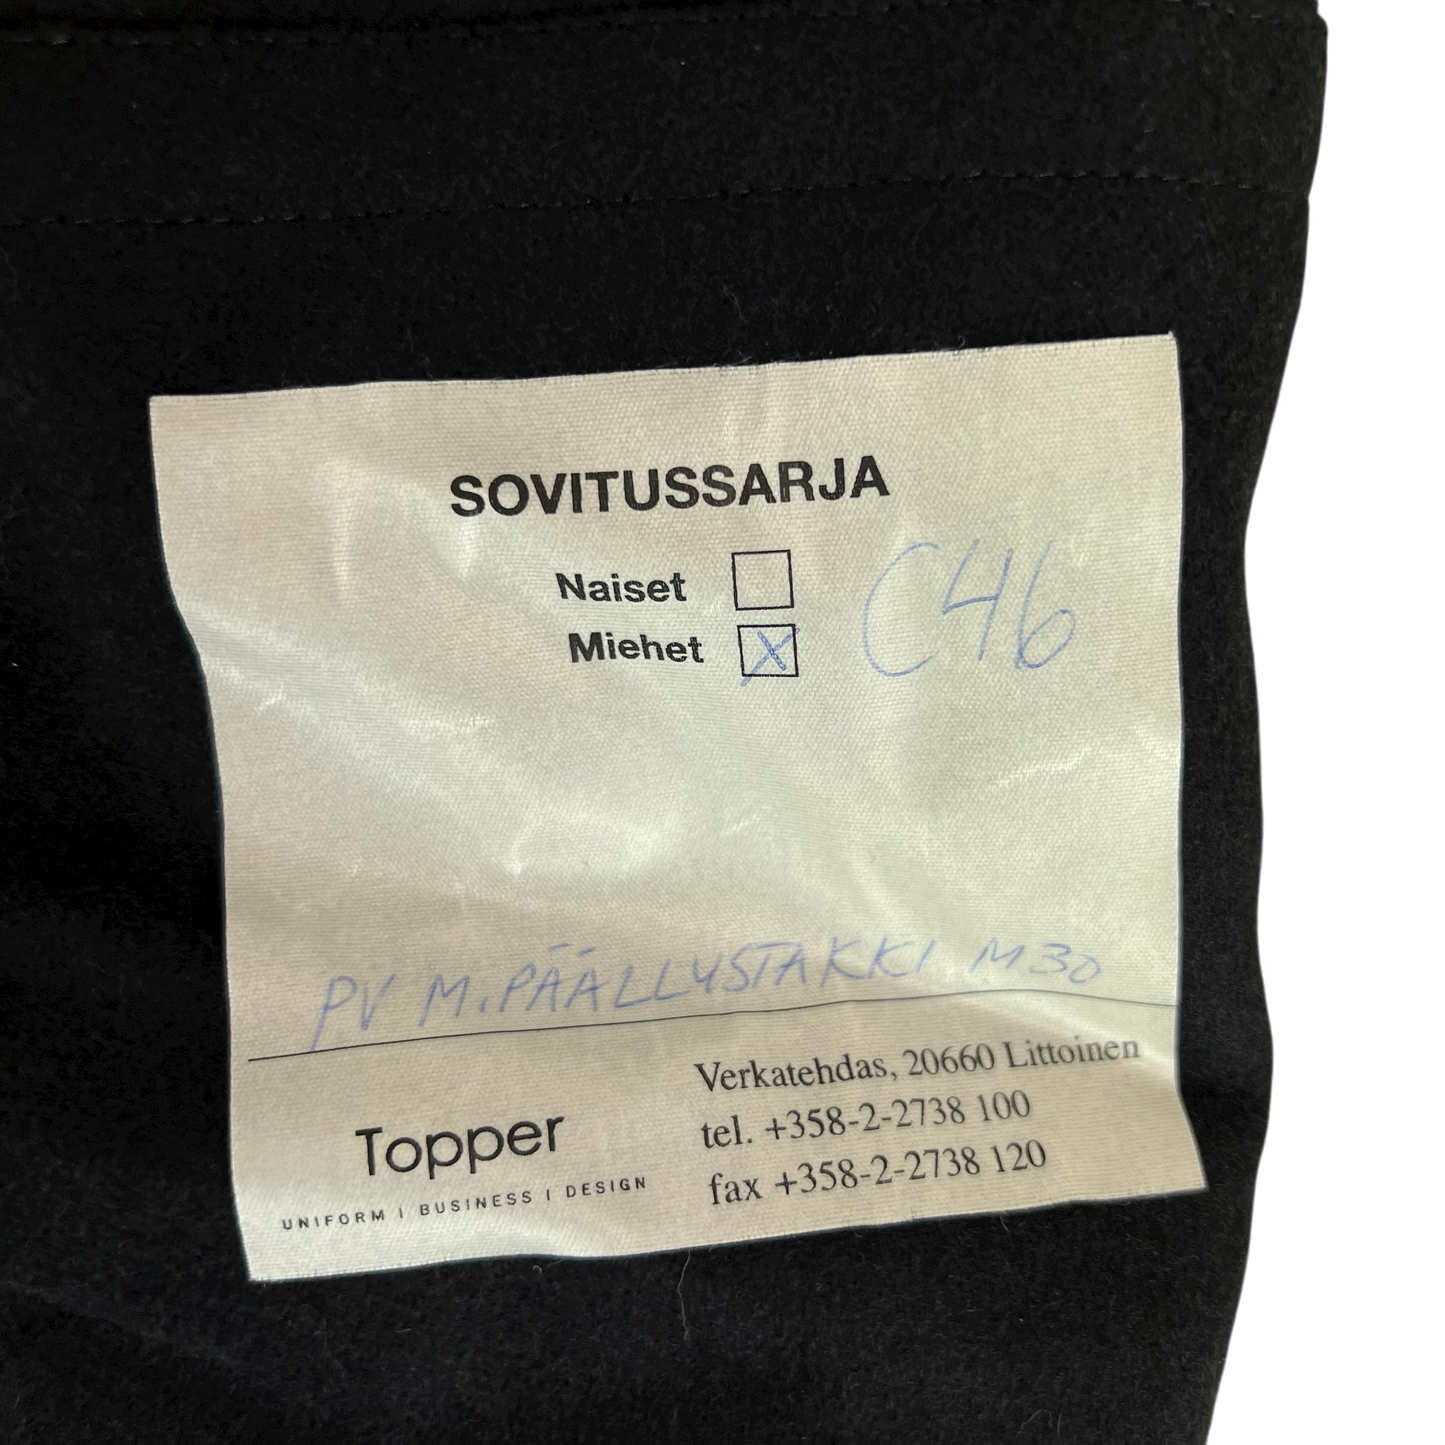 SOVITUSSARJA
Naiset
Miehet X
C46
PV M.PÄÄLLYSTAKKI M30
Topper
UNIFORM | BUSINESS | DESIGN
Verkatehdas, 20660 Littoinen
tel. +358-2-2738 100
fax +358-2-2738 120